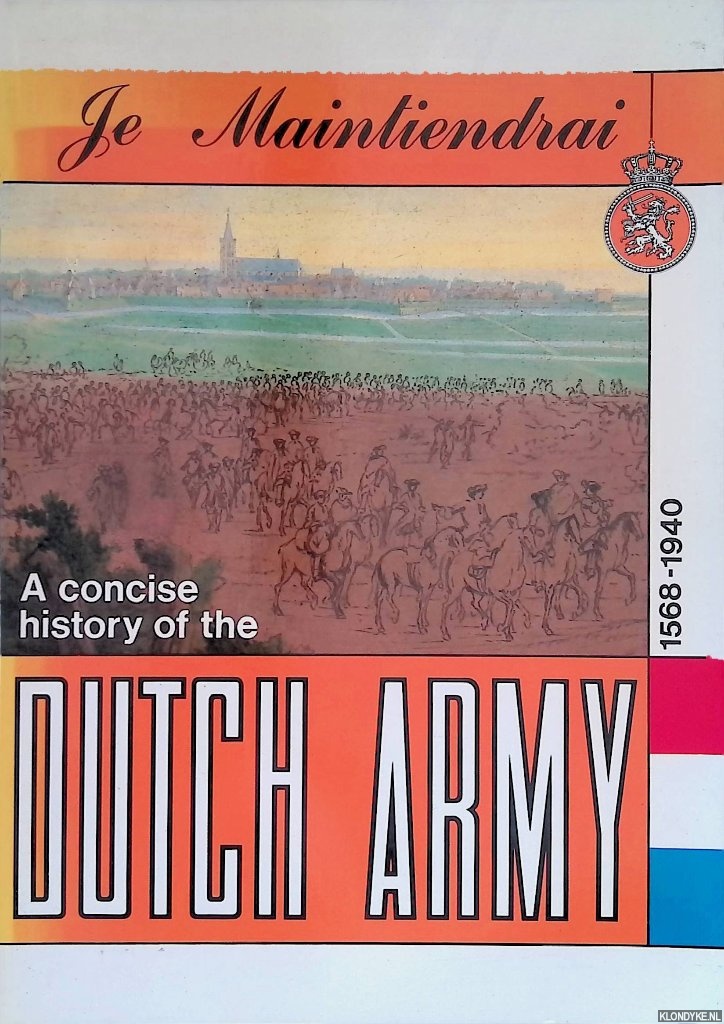 Je Maintiendrai
A concise
history of the
DUTCH ARMY
1568-1940
KLONDYKE.NL